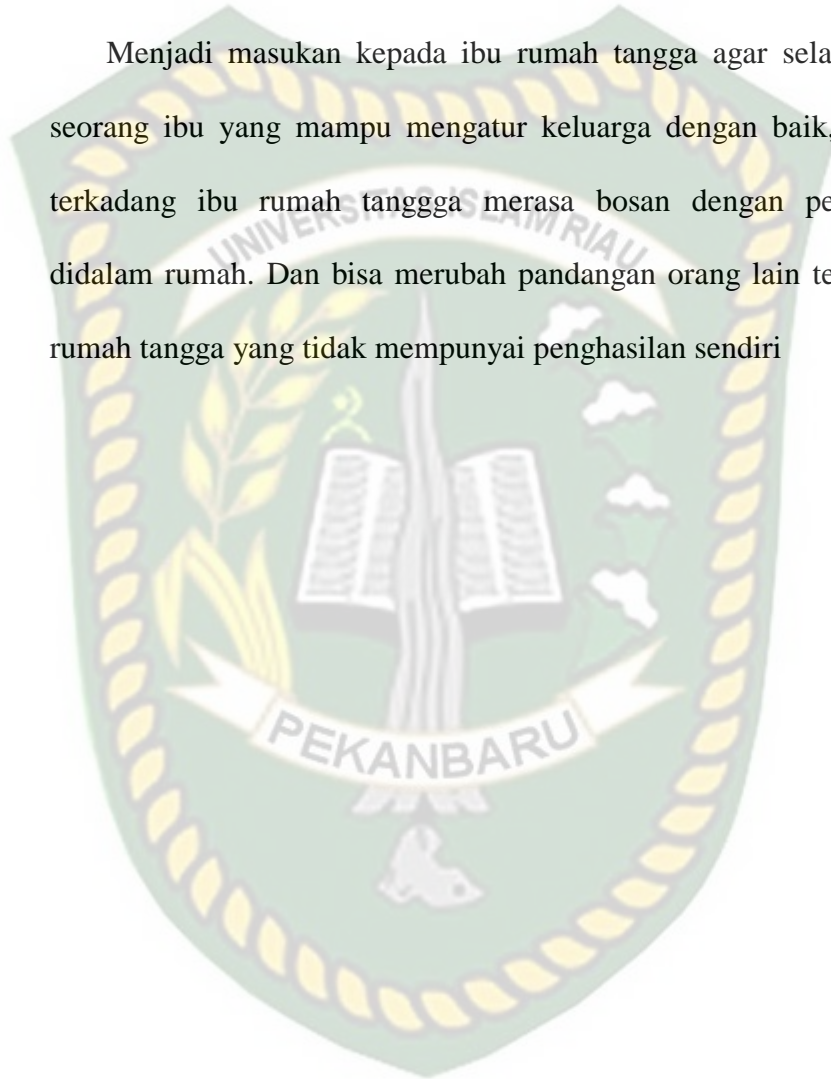 Menjadi masukan kepada ibu rumah tangga agar sela
seorang ibu yang mampu mengatur keluarga dengan baik,
terkadang ibu rumah tanggga merasa bosan dengan pe
UNIVERSITAS ISLAM RIAU
didalam rumah. Dan bisa merubah pandangan orang lain te
rumah tangga yang tidak mempunyai penghasilan sendiri
PEKANBARU